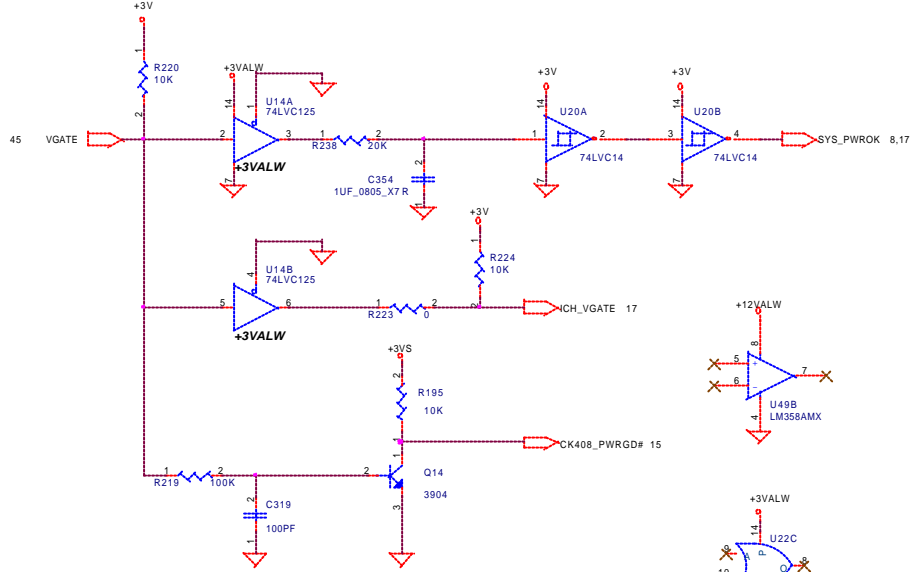 +3V
1
R220
10K
2
45 VGATE
+3VALW
14
1
U14A
74LVC125
2
3
+3VALW
7
1
2
R238
20K
2
C354
1UF_0805_X7R
1
+3V
14
U20A
1
2
74LVC14
7
+3V
14
U20B
3
4
74LVC14
7
SYS_PWROK 8,17
4
U14B
74LVC125
5
6
+3VALW
1
2
R223
0
+3V
1
R224
10K
2
ICH_VGATE 17
+3VS
2
R195
10K
1
CK408_PWRGD# 15
1
2
Q14
3904
3
1
2
R219
100K
2
C319
100PF
1
+12VALW
8
5
+
6
-
7
4
U49B
LM358AMX
+3VALW
14
U22C
P
9
A
O
8
10